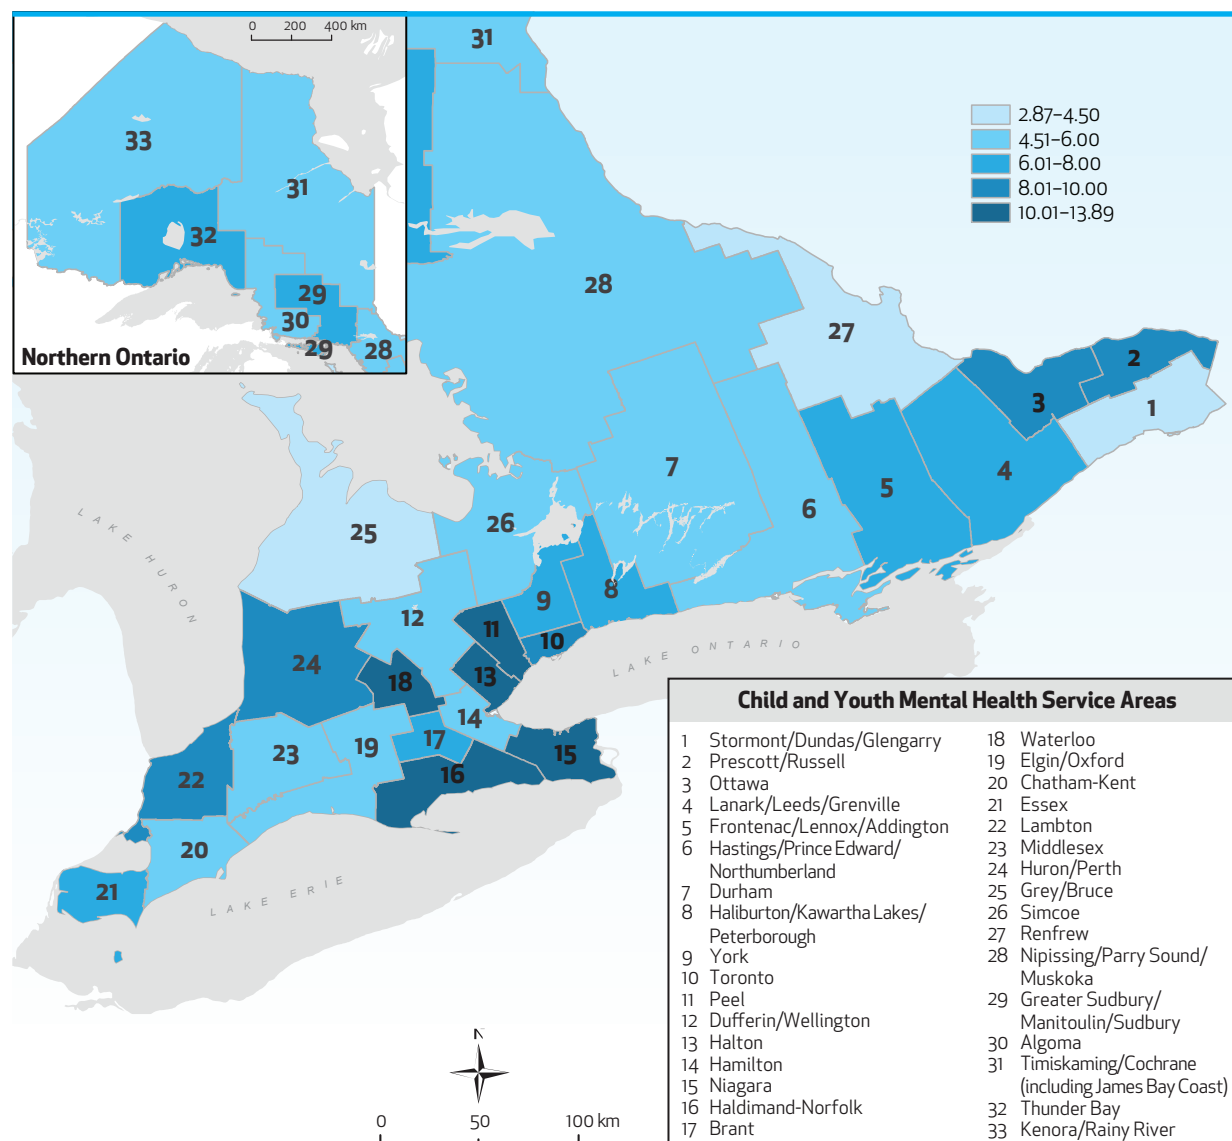 0 200 400 km
33
31
32
29
30
29
28
Northern Ontario
31
2.87–4.50
4.51–6.00
6.01–8.00
8.01–10.00
10.01–13.89
28
27
2
3
1
7
4
5
6
26
25
LAKE HURON
8
9
12
11
10
LAKE ONTARIO
24
13
18
14
17
19
23
15
16
22
20
21
LAKE ERIE
Child and Youth Mental Health Service Areas
1 Stormont/Dundas/Glengarry
2 Prescott/Russell
3 Ottawa
4 Lanark/Leeds/Grenville
5 Frontenac/Lennox/Addington
6 Hastings/Prince Edward/
Northumberland
7 Durham
8 Haliburton/Kawartha Lakes/
Peterborough
9 York
10 Toronto
11 Peel
12 Dufferin/Wellington
13 Halton
14 Hamilton
15 Niagara
16 Haldimand-Norfolk
17 Brant
18 Waterloo
19 Elgin/Oxford
20 Chatham-Kent
21 Essex
22 Lambton
23 Middlesex
24 Huron/Perth
25 Grey/Bruce
26 Simcoe
27 Renfrew
28 Nipissing/Parry Sound/
Muskoka
29 Greater Sudbury/
Manitoulin/Sudbury
30 Algoma
31 Timiskaming/Cochrane
(including James Bay Coast)
32 Thunder Bay
33 Kenora/Rainy River
N
0 50 100 km